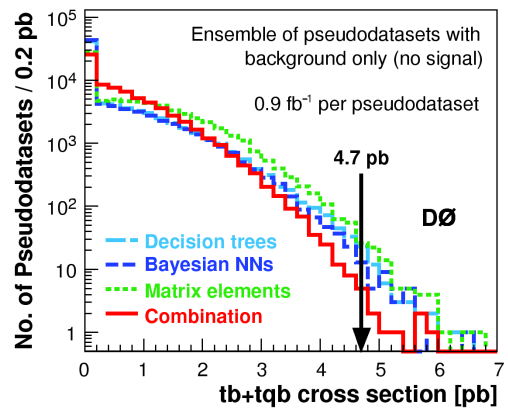 No. of Pseudodatasets / 0.2 pb
10⁵
10⁴
10³
10²
10
1
Ensemble of pseudodatasets with
background only (no signal)
0.9 fb⁻¹ per pseudodataset
4.7 pb
DØ
Decision trees
Bayesian NNs
Matrix elements
Combination
0 1 2 3 4 5 6 7
tb+tqb cross section [pb]